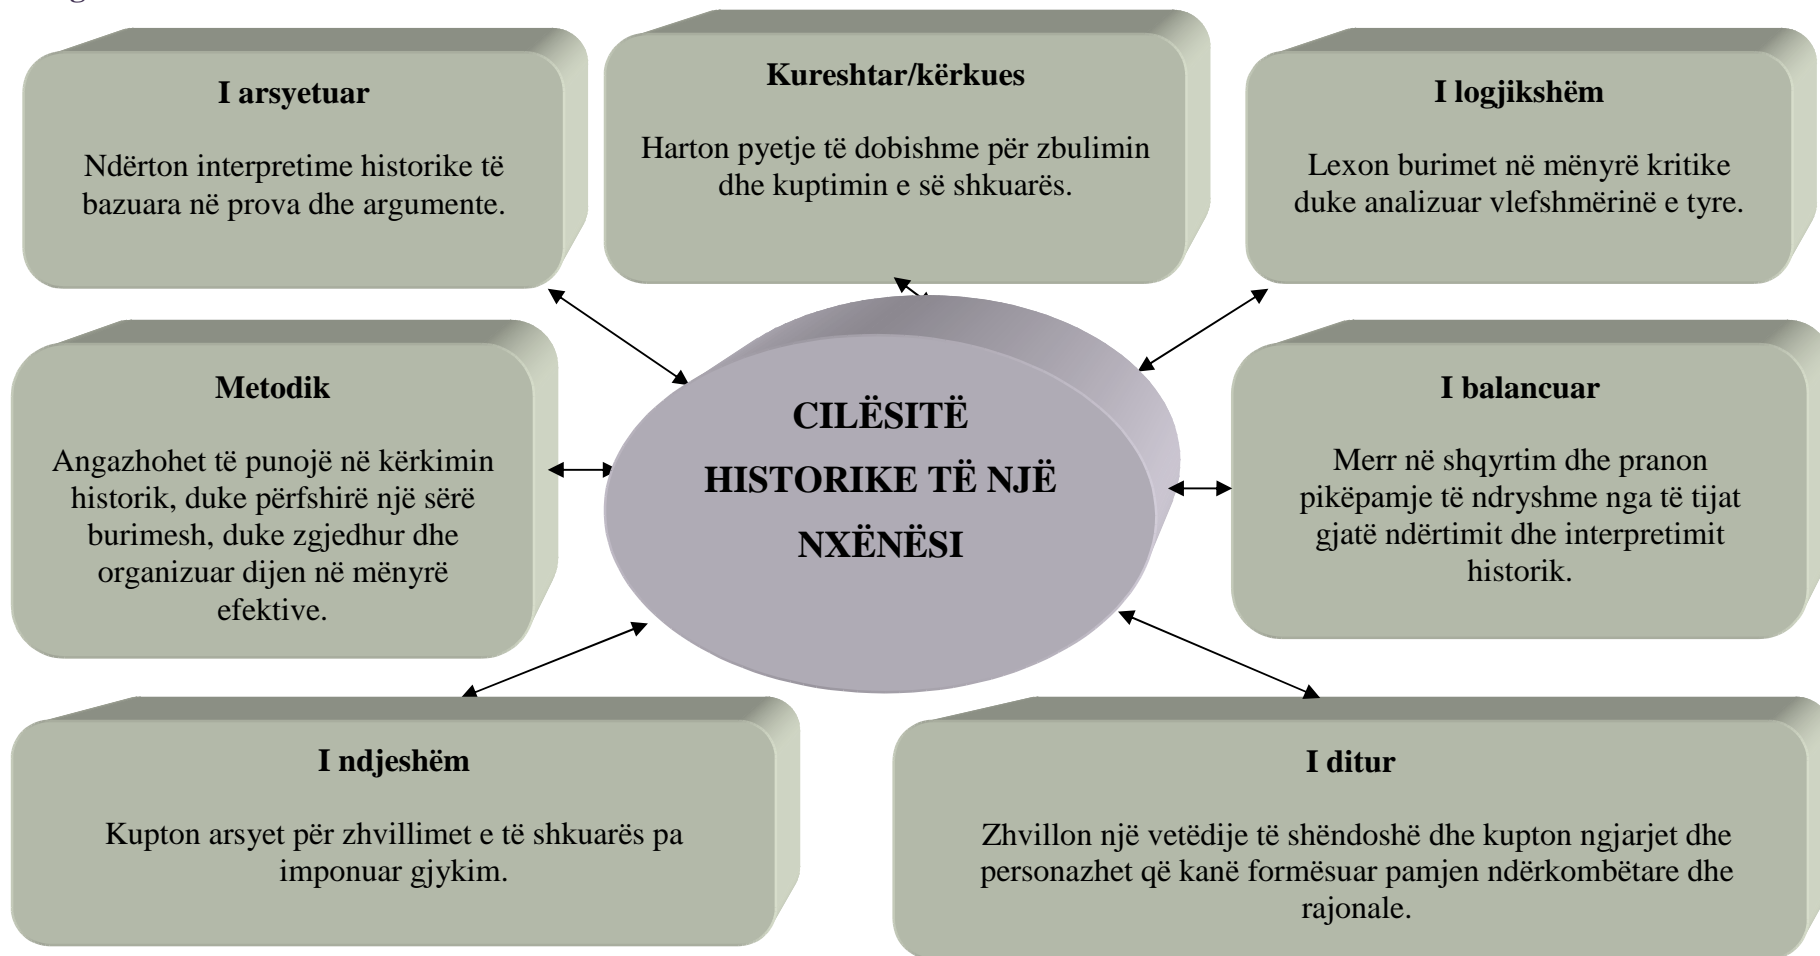 I arsyetuar
Ndërton interpretime historike të
bazuara në prova dhe argumente.
Kureshtar/kërkues
Harton pyetje të dobishme për zbulimin
dhe kuptimin e së shkuarës.
I logjikshëm
Lexon burimet në mënyrë kritike
duke analizuar vlefshmërinë e tyre.
Metodik
Angazhohet të punojë në kërkimin
historik, duke përfshirë një sërë
burimesh, duke zgjedhur dhe
organizuar dijen në mënyrë
efektive.
CILËSITË
HISTORIKE TË NJË
NXËNËSI
I balancuar
Merr në shqyrtim dhe pranon
pikëpamje të ndryshme nga të tijat
gjatë ndërtimit dhe interpretimit
historik.
I ndjeshëm
Kupton arsyet për zhvillimet e të shkuarës pa
imponuar gjykim.
I ditur
Zhvillon një vetëdije të shëndoshë dhe kupton ngjarjet dhe
personazhet që kanë formësuar pamjen ndërkombëtare dhe
rajonale.